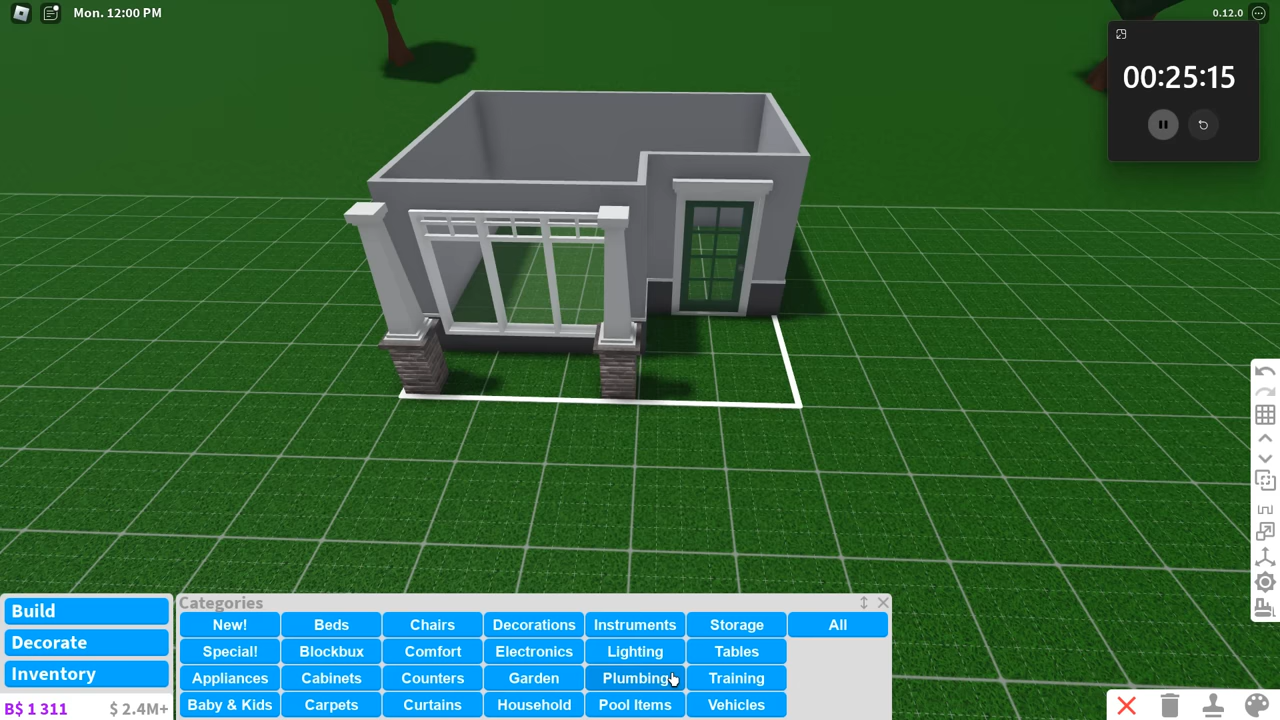 Mon. 12:00 PM
0.12.0
00:25:15
Build
Decorate
Inventory
B$ 1 311
$ 2.4M+
Categories
New!
Beds
Chairs
Decorations
Instruments
Storage
All
Special!
Blockbux
Comfort
Electronics
Lighting
Tables
Appliances
Cabinets
Counters
Garden
Plumbing
Training
Baby & Kids
Carpets
Curtains
Household
Pool Items
Vehicles